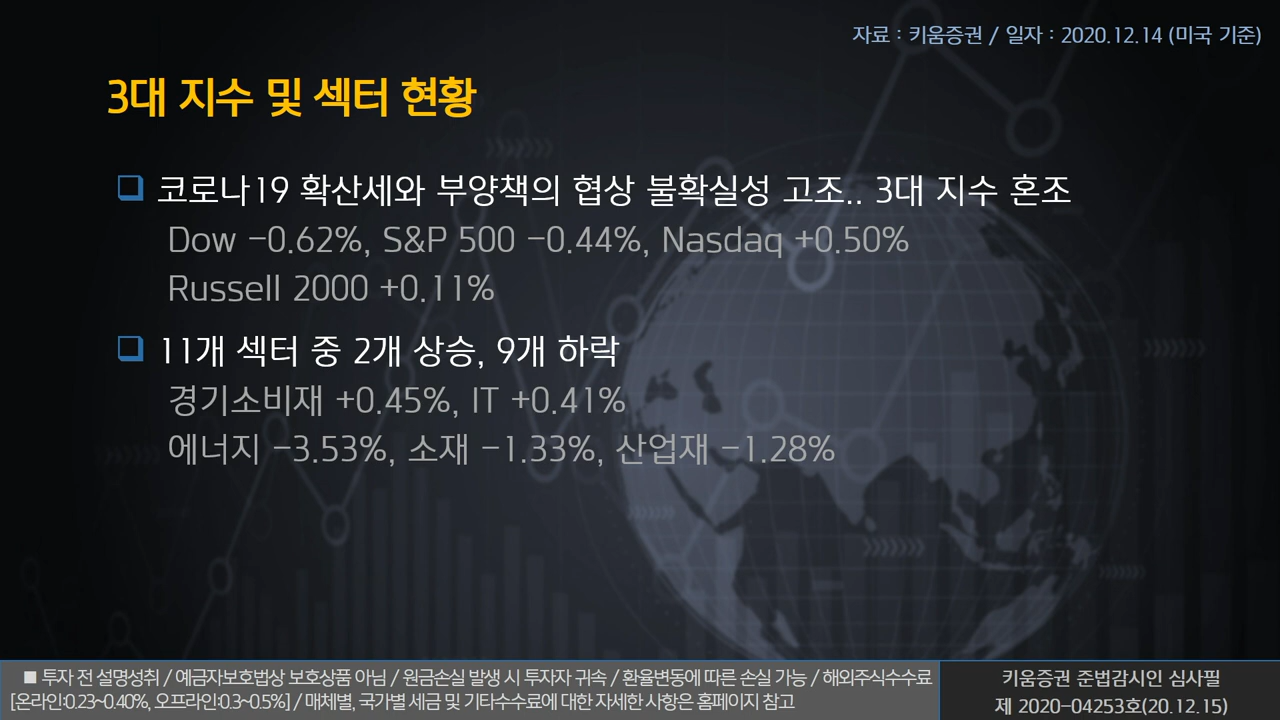 자료 : 키움증권 / 일자 : 2020.12.14 (미국 기준)
3대 지수 및 섹터 현황
❑ 코로나19 확산세와 부양책의 협상 불확실성 고조.. 3대 지수 혼조
Dow -0.62%, S&P 500 -0.44%, Nasdaq +0.50%
Russell 2000 +0.11%
❑ 11개 섹터 중 2개 상승, 9개 하락
경기소비재 +0.45%, IT +0.41%
에너지 -3.53%, 소재 -1.33%, 산업재 -1.28%
■ 투자 전 설명성취 / 예금자보호법상 보호상품 아님 / 원금손실 발생 시 투자자 귀속 / 환율변동에 따른 손실 가능 / 해외주식수수료
[온라인:0.23~0.40%, 오프라인:0.3~0.5%] / 매체별, 국가별 세금 및 기타수수료에 대한 자세한 사항은 홈페이지 참고
키움증권 준법감시인 심사필
제 2020-04253호(20.12.15)